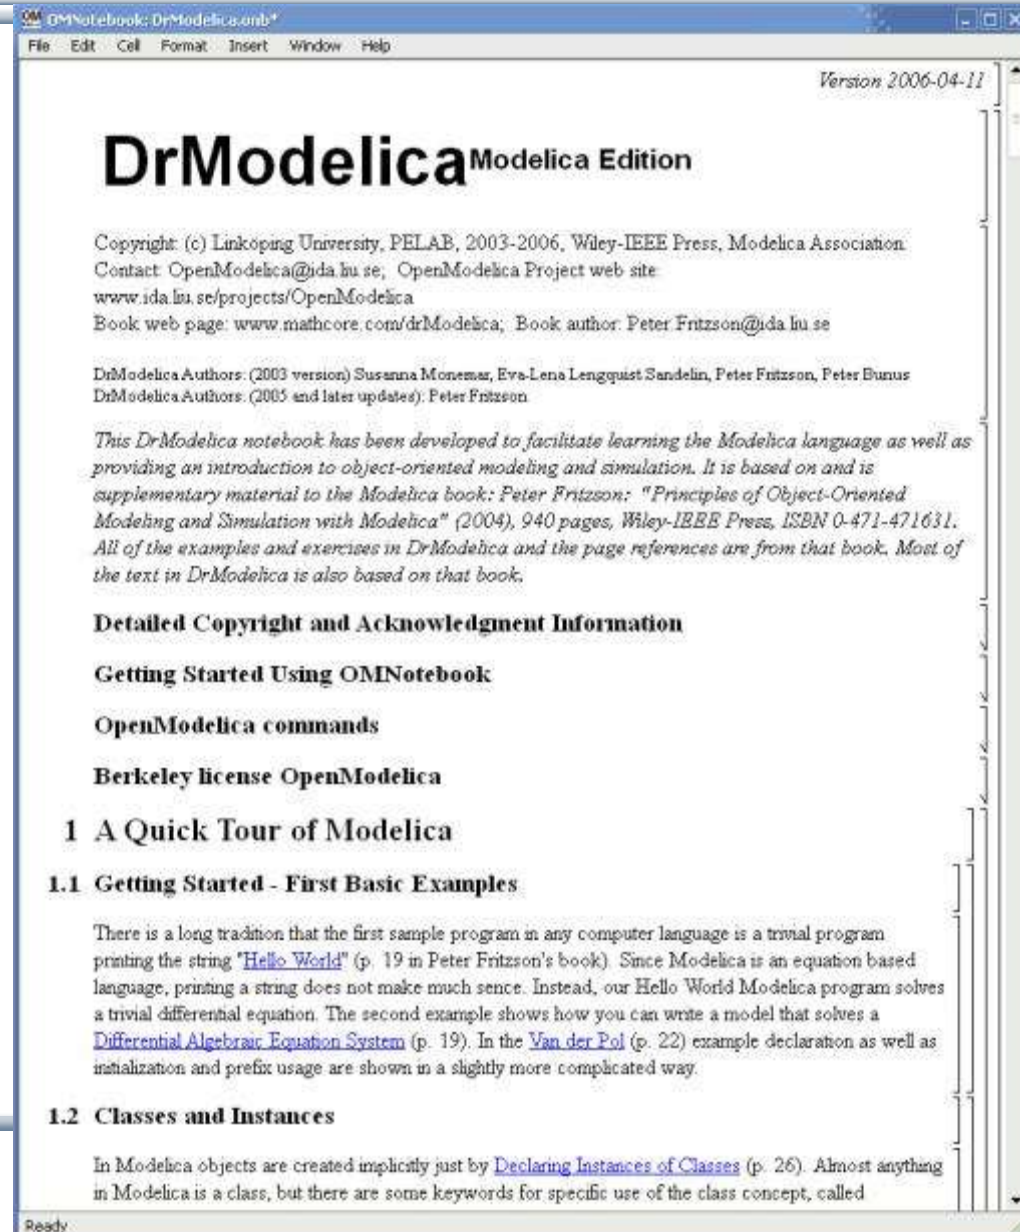 OMNotebook: DrModelica.onb*
File Edit Cell Format Insert Window Help
Version 2006-04-11
DrModelica Modelica Edition
Copyright: (c) Linköping University, PELAB, 2003-2006, Wiley-IEEE Press, Modelica Association.
Contact: OpenModelica@ida.liu.se; OpenModelica Project web site:
www.ida.liu.se/projects/OpenModelica
Book web page: www.mathcore.com/drModelica; Book author: Peter.Fritzson@ida.liu.se
DrModelica Authors: (2003 version) Susanna Monemar, Eva-Lena Lengquist Sandelin, Peter Fritzson, Peter Bunus
DrModelica Authors: (2005 and later updates): Peter Fritzson
This DrModelica notebook has been developed to facilitate learning the Modelica language as well as
providing an introduction to object-oriented modeling and simulation. It is based on and is
supplementary material to the Modelica book: Peter Fritzson: "Principles of Object-Oriented
Modeling and Simulation with Modelica" (2004), 940 pages, Wiley-IEEE Press, ISBN 0-471-471631.
All of the examples and exercises in DrModelica and the page references are from that book. Most of
the text in DrModelica is also based on that book.
Detailed Copyright and Acknowledgment Information
Getting Started Using OMNotebook
OpenModelica commands
Berkeley license OpenModelica
1 A Quick Tour of Modelica
1.1 Getting Started - First Basic Examples
There is a long tradition that the first sample program in any computer language is a trivial program
printing the string "Hello World" (p. 19 in Peter Fritzson's book). Since Modelica is an equation based
language, printing a string does not make much sence. Instead, our Hello World Modelica program solves
a trivial differential equation. The second example shows how you can write a model that solves a
Differential Algebraic Equation System (p. 19). In the Van der Pol (p. 22) example declaration as well as
initialization and prefix usage are shown in a slightly more complicated way.
1.2 Classes and Instances
In Modelica objects are created implicitly just by Declaring Instances of Classes (p. 26). Almost anything
in Modelica is a class, but there are some keywords for specific use of the class concept, called
Ready